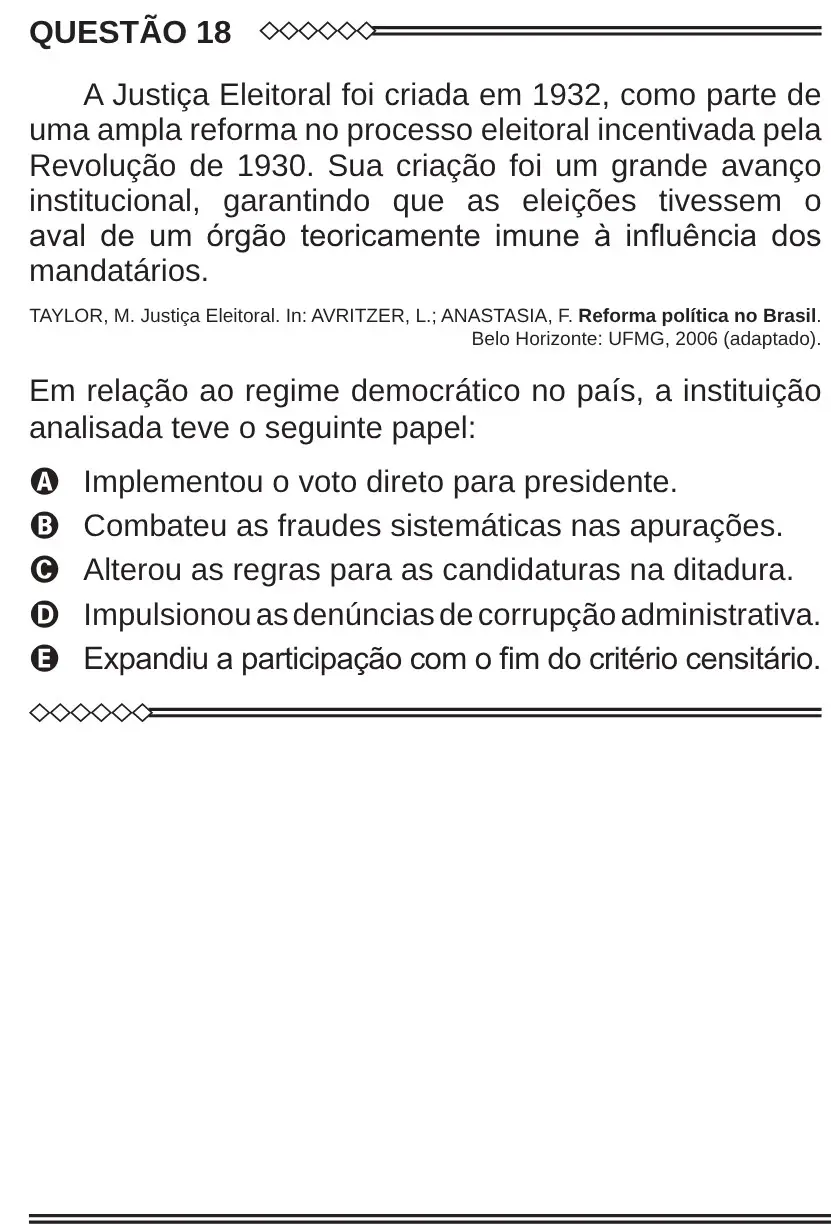 QUESTÃO 18
A Justiça Eleitoral foi criada em 1932, como parte de
uma ampla reforma no processo eleitoral incentivada pela
Revolução de 1930. Sua criação foi um grande avanço
institucional, garantindo que as eleições tivessem o
aval de um órgão teoricamente imune à influência dos
mandatários.
TAYLOR, M. Justiça Eleitoral. In: AVRITZER, L.; ANASTASIA, F. Reforma política no Brasil.
Belo Horizonte: UFMG, 2006 (adaptado).
Em relação ao regime democrático no país, a instituição
analisada teve o seguinte papel:
A Implementou o voto direto para presidente.
B Combateu as fraudes sistemáticas nas apurações.
C Alterou as regras para as candidaturas na ditadura.
D Impulsionou as denúncias de corrupção administrativa.
E Expandiu a participação com o fim do critério censitário.